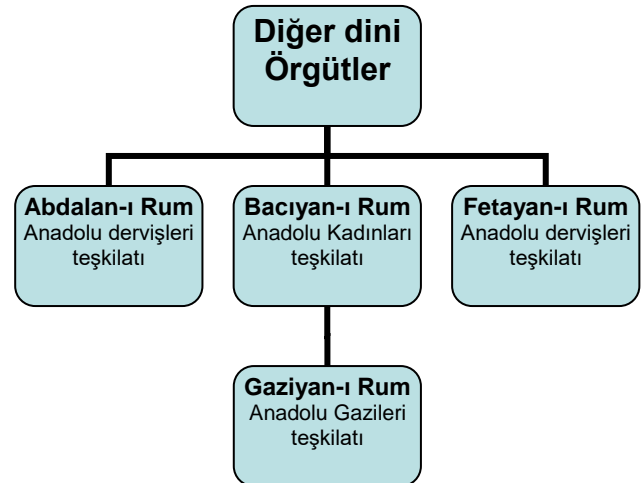 Diğer dini
Örgütler
Abdalan-ı Rum
Anadolu dervişleri
teşkilatı
Bacıyan-ı Rum
Anadolu Kadınları
teşkilatı
Fetayan-ı Rum
Anadolu dervişleri
teşkilatı
Gaziyan-ı Rum
Anadolu Gazileri
teşkilatı